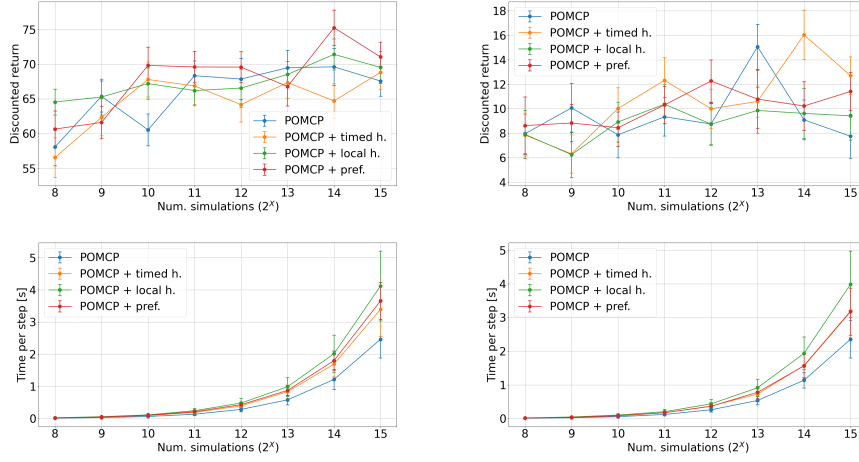 Discounted return
75
70
65
60
55
POMCP
POMCP + timed h.
POMCP + local h.
POMCP + pref.
8 9 10 11 12 13 14 15
Num. simulations (2^x)
Discounted return
18
16
14
12
10
8
6
4
POMCP
POMCP + timed h.
POMCP + local h.
POMCP + pref.
8 9 10 11 12 13 14 15
Num. simulations (2^x)
Time per step [s]
5
4
3
2
1
0
POMCP
POMCP + timed h.
POMCP + local h.
POMCP + pref.
8 9 10 11 12 13 14 15
Num. simulations (2^x)
Time per step [s]
5
4
3
2
1
0
POMCP
POMCP + timed h.
POMCP + local h.
POMCP + pref.
8 9 10 11 12 13 14 15
Num. simulations (2^x)